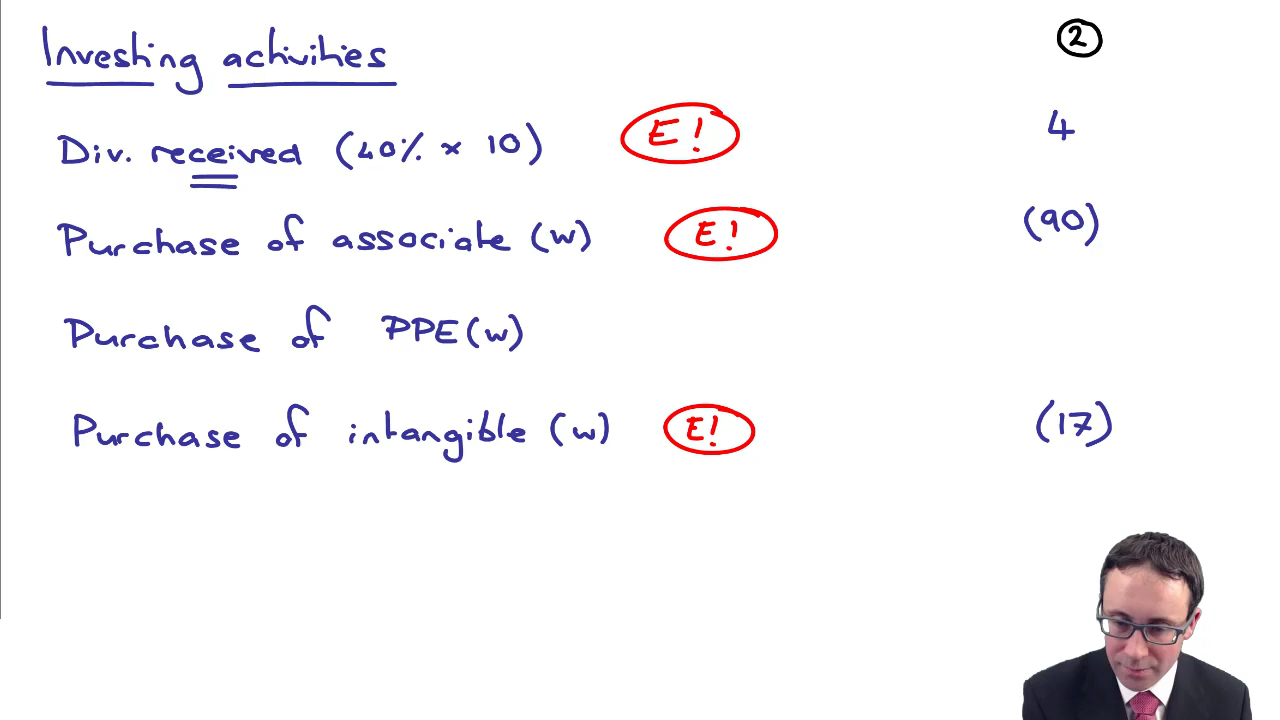 Investing activities ②
Div. received (40% × 10) E! 4
Purchase of associate (w) E! (90)
Purchase of PPE (w)
Purchase of intangible (w) E! (17)